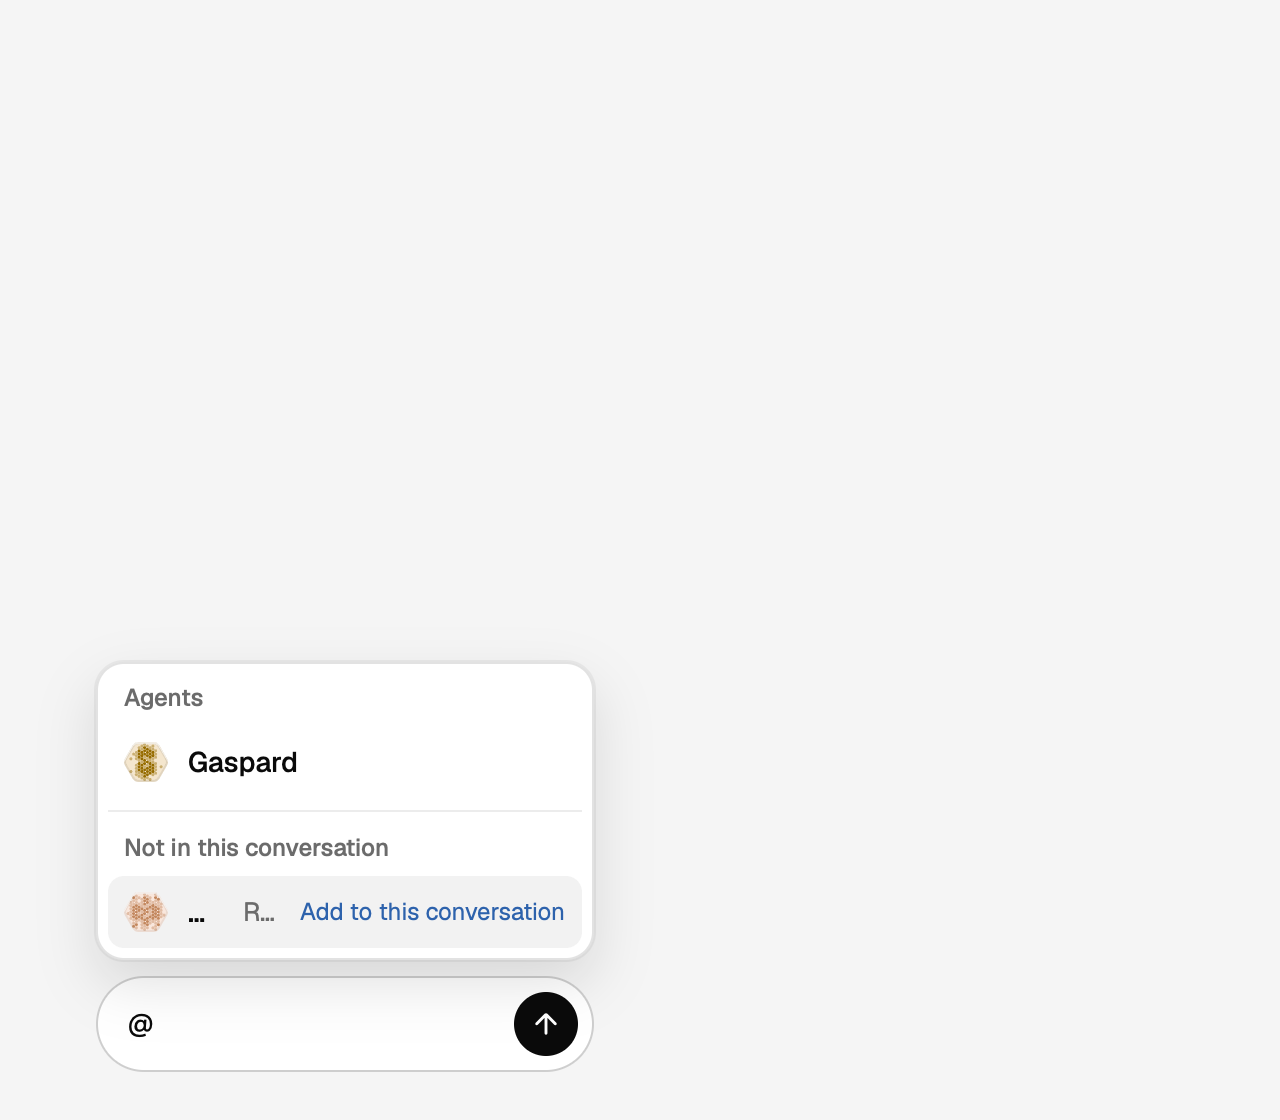 Agents
Gaspard
Not in this conversation
... R... Add to this conversation
@